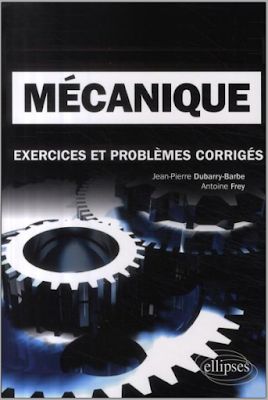 MÉCANIQUE
EXERCICES ET PROBLÈMES CORRIGÉS
Jean-Pierre Dubarry-Barbe
Antoine Frey
ellipses